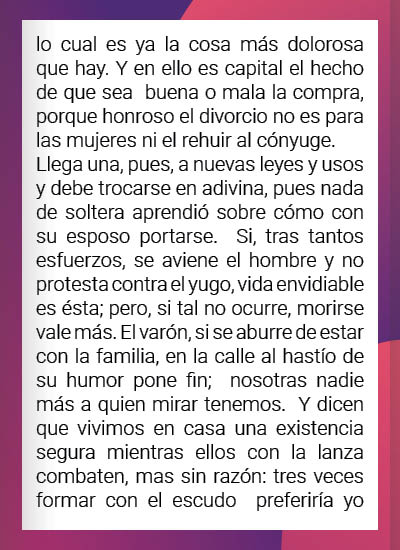 lo cual es ya la cosa más dolorosa
que hay. Y en ello es capital el hecho
de que sea buena o mala la compra,
porque honroso el divorcio no es para
las mujeres ni el rehuir al cónyuge.
Llega una, pues, a nuevas leyes y usos
y debe trocarse en adivina, pues nada
de soltera aprendió sobre cómo con
su esposo portarse. Si, tras tantos
esfuerzos, se aviene el hombre y no
protesta contra el yugo, vida envidiable
es ésta; pero, si tal no ocurre, morirse
vale más. El varón, si se aburre de estar
con la familia, en la calle al hastío de
su humor pone fin; nosotras nadie
más a quien mirar tenemos. Y dicen
que vivimos en casa una existencia
segura mientras ellos con la lanza
combaten, mas sin razón: tres veces
formar con el escudo preferiría yo